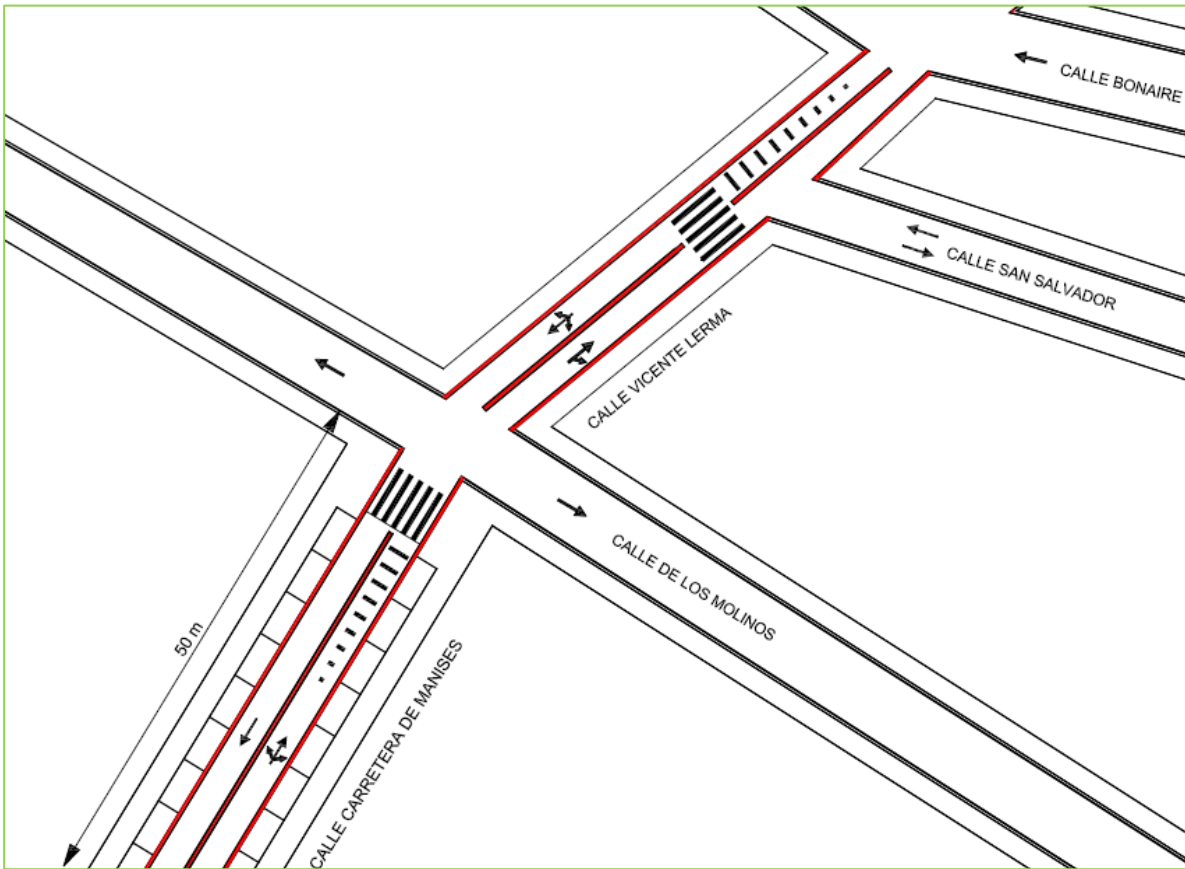 CALLE BONAIRE
CALLE SAN SALVADOR
CALLE VICENTE LERMA
CALLE DE LOS MOLINOS
50 m
CALLE CARRETERA DE MANISES